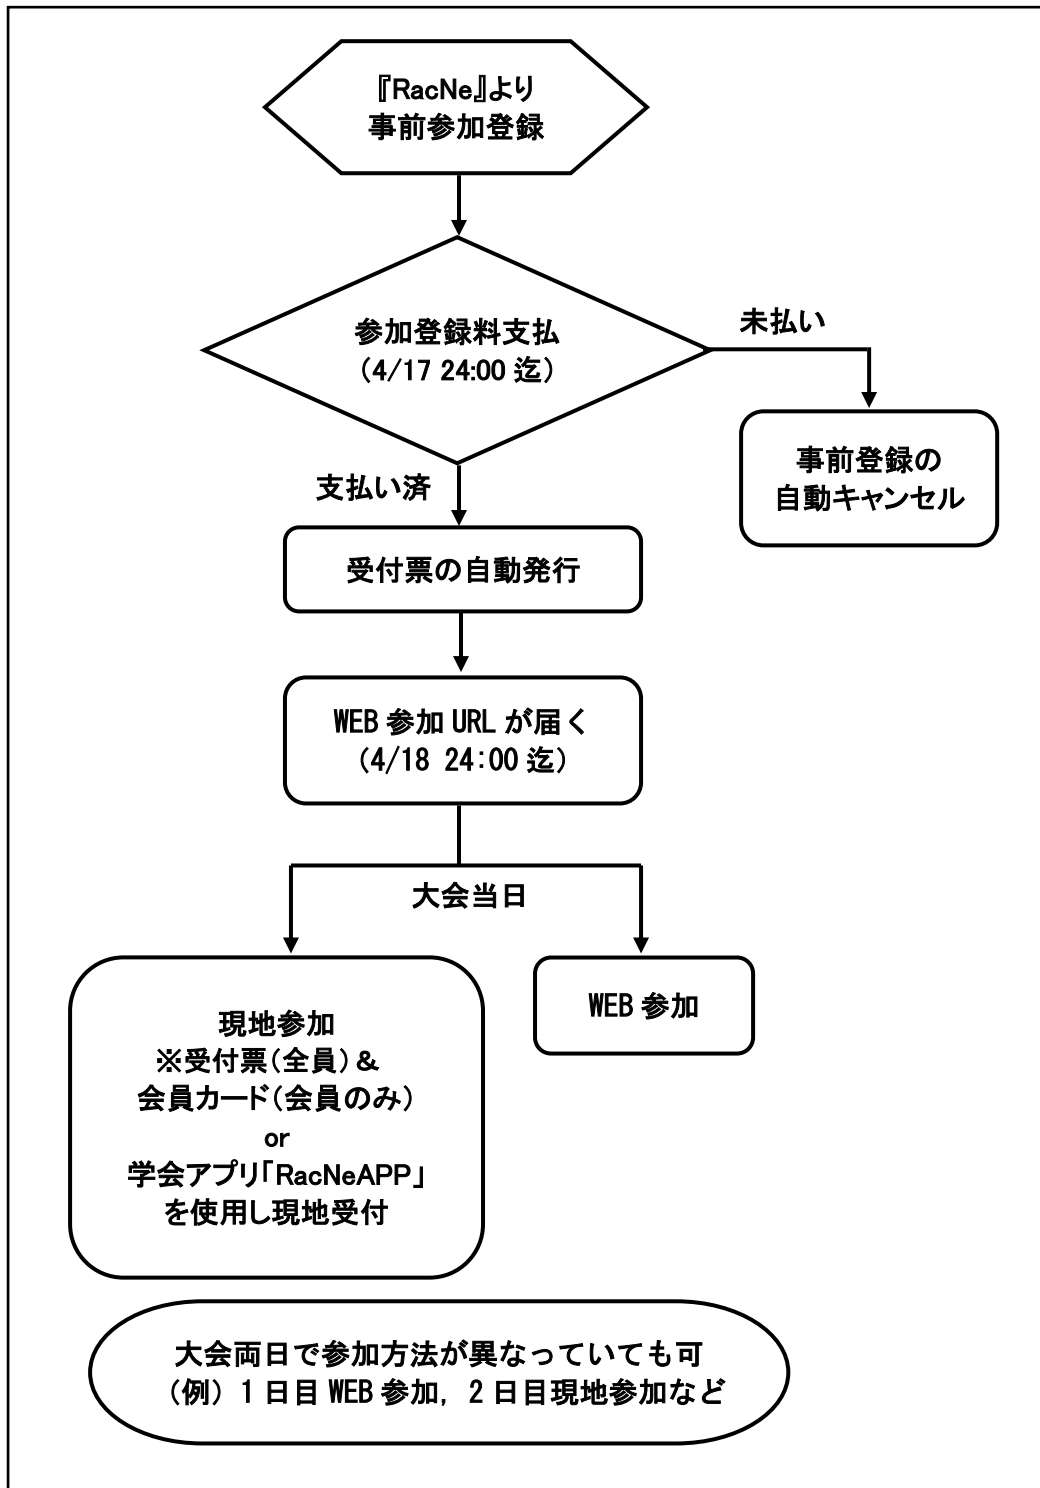 『RacNe』より
事前参加登録
参加登録料支払
（4/17 24:00 迄）
未払い
事前登録の
自動キャンセル
支払い済
受付票の自動発行
WEB 参加 URL が届く
（4/18 24：00 迄）
大会当日
現地参加
※受付票（全員）＆
会員カード（会員のみ）
or
学会アプリ「RacNeAPP」
を使用し現地受付
WEB 参加
大会両日で参加方法が異なっていても可
（例）1 日目 WEB 参加，2 日目現地参加など